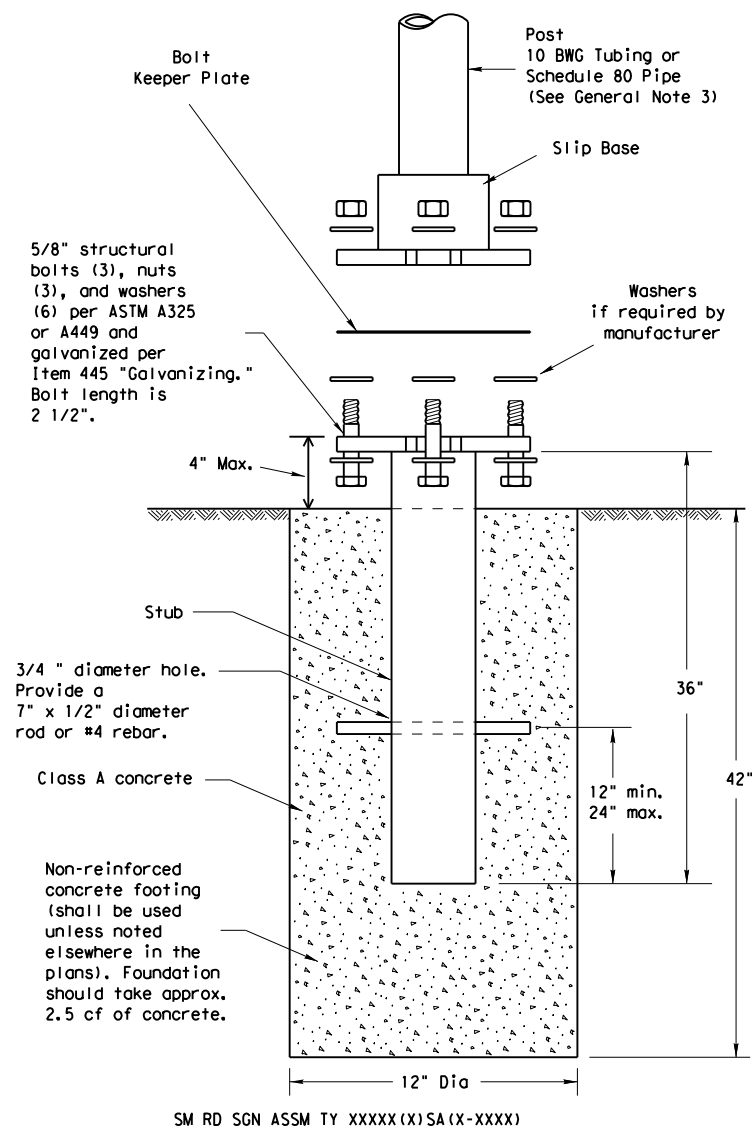 Bolt
Keeper Plate
Post
10 BWG Tubing or
Schedule 80 Pipe
(See General Note 3)
Slip Base
5/8" structural
bolts (3), nuts
(3), and washers
(6) per ASTM A325
or A449 and
galvanized per
Item 445 "Galvanizing."
Bolt length is
2 1/2".
Washers
if required by
manufacturer
4" Max.
Stub
3/4 " diameter hole.
Provide a
7" x 1/2" diameter
rod or #4 rebar.
36"
Class A concrete
12" min.
24" max.
42"
Non-reinforced
concrete footing
(shall be used
unless noted
elsewhere in the
plans). Foundation
should take approx.
2.5 cf of concrete.
12" Dia
SM RD SGN ASSM TY XXXXX(X)SA(X-XXXX)